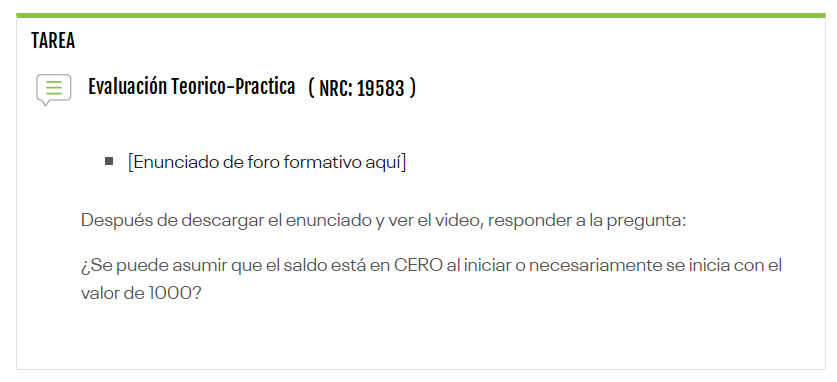 TAREA
Evaluación Teorico-Practica ( NRC: 19583 )
[Enunciado de foro formativo aquí]
Después de descargar el enunciado y ver el video, responder a la pregunta:
¿Se puede asumir que el saldo está en CERO al iniciar o necesariamente se inicia con el
valor de 1000?